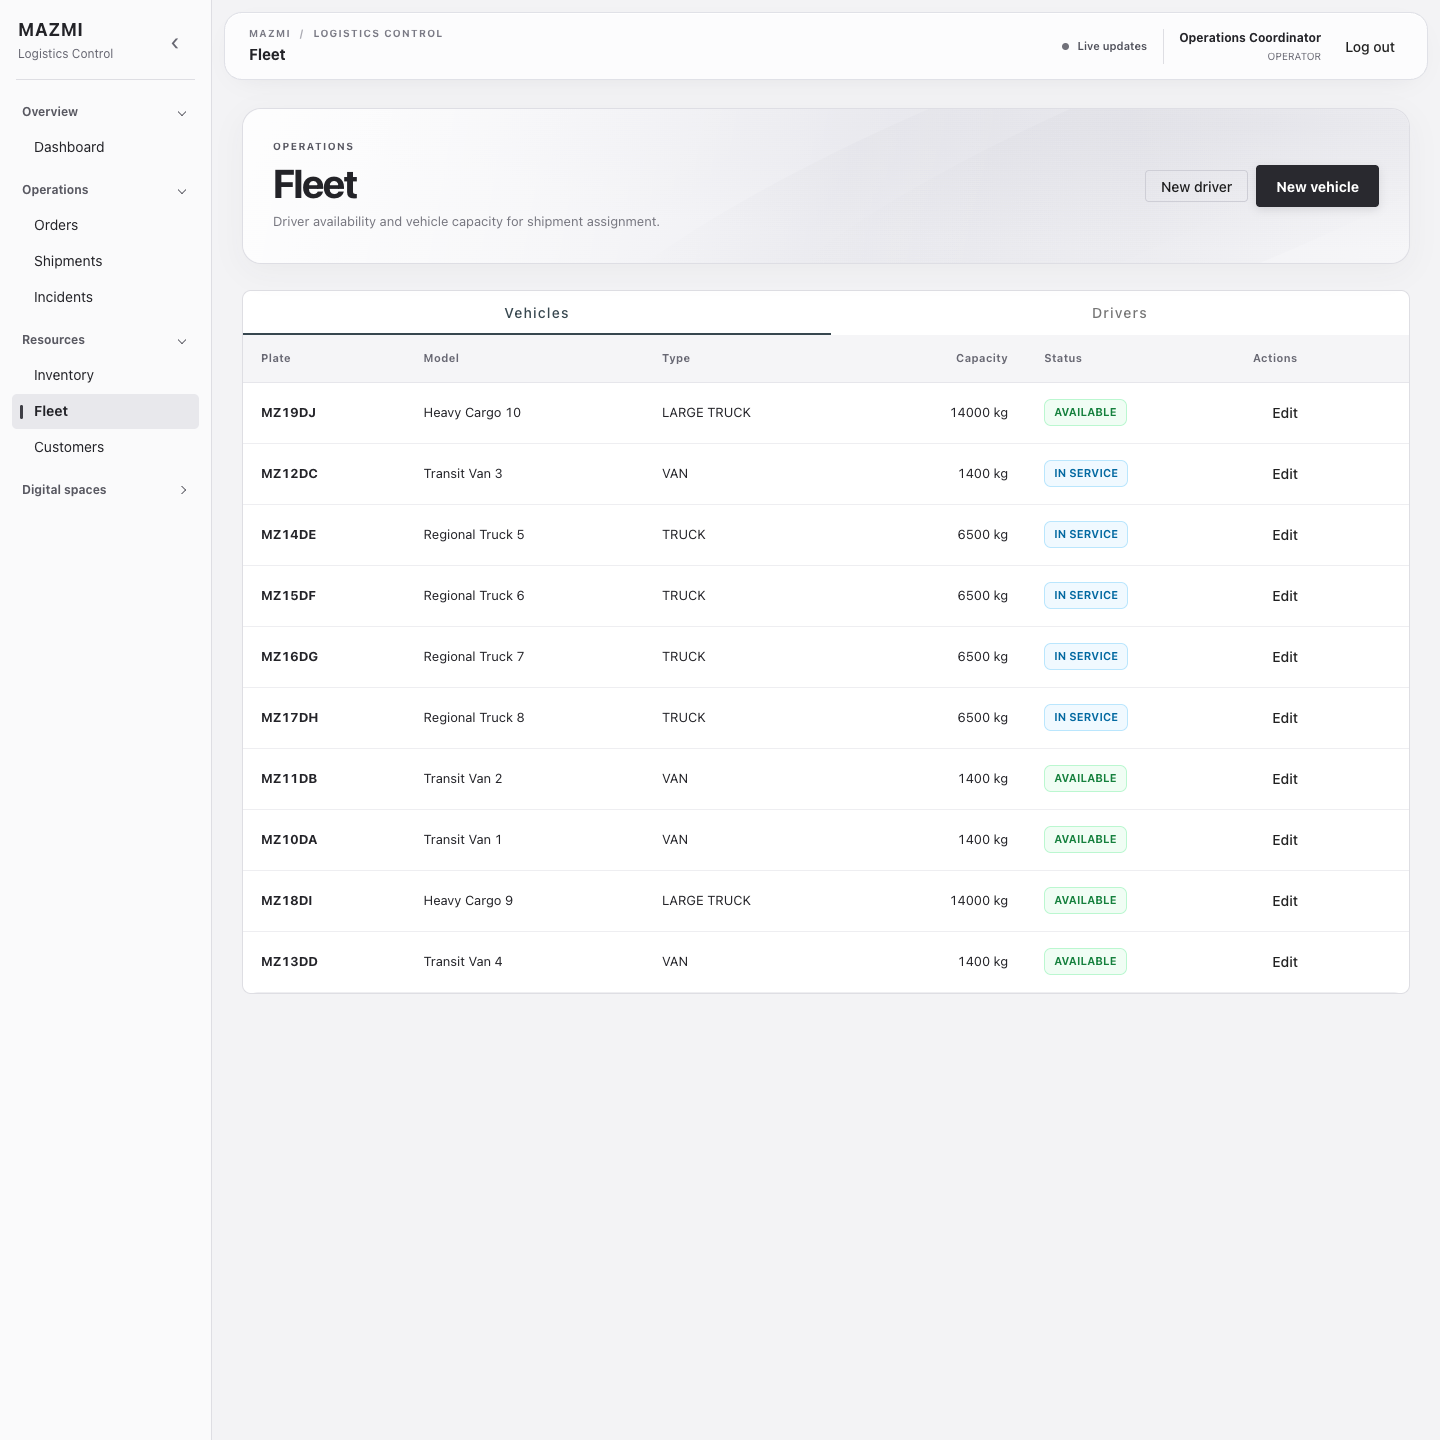 MAZMI
Logistics Control
Overview
Dashboard
Operations
Orders
Shipments
Incidents
Resources
Inventory
Fleet
Customers
Digital spaces
MAZMI / LOGISTICS CONTROL
Fleet
Live updates
Operations Coordinator
OPERATOR
Log out
OPERATIONS
Fleet
Driver availability and vehicle capacity for shipment assignment.
New driver
New vehicle
Vehicles Drivers
Plate Model Type Capacity Status Actions
MZ19DJ Heavy Cargo 10 LARGE TRUCK 14000 kg AVAILABLE Edit
MZ12DC Transit Van 3 VAN 1400 kg IN SERVICE Edit
MZ14DE Regional Truck 5 TRUCK 6500 kg IN SERVICE Edit
MZ15DF Regional Truck 6 TRUCK 6500 kg IN SERVICE Edit
MZ16DG Regional Truck 7 TRUCK 6500 kg IN SERVICE Edit
MZ17DH Regional Truck 8 TRUCK 6500 kg IN SERVICE Edit
MZ11DB Transit Van 2 VAN 1400 kg AVAILABLE Edit
MZ10DA Transit Van 1 VAN 1400 kg AVAILABLE Edit
MZ18DI Heavy Cargo 9 LARGE TRUCK 14000 kg AVAILABLE Edit
MZ13DD Transit Van 4 VAN 1400 kg AVAILABLE Edit